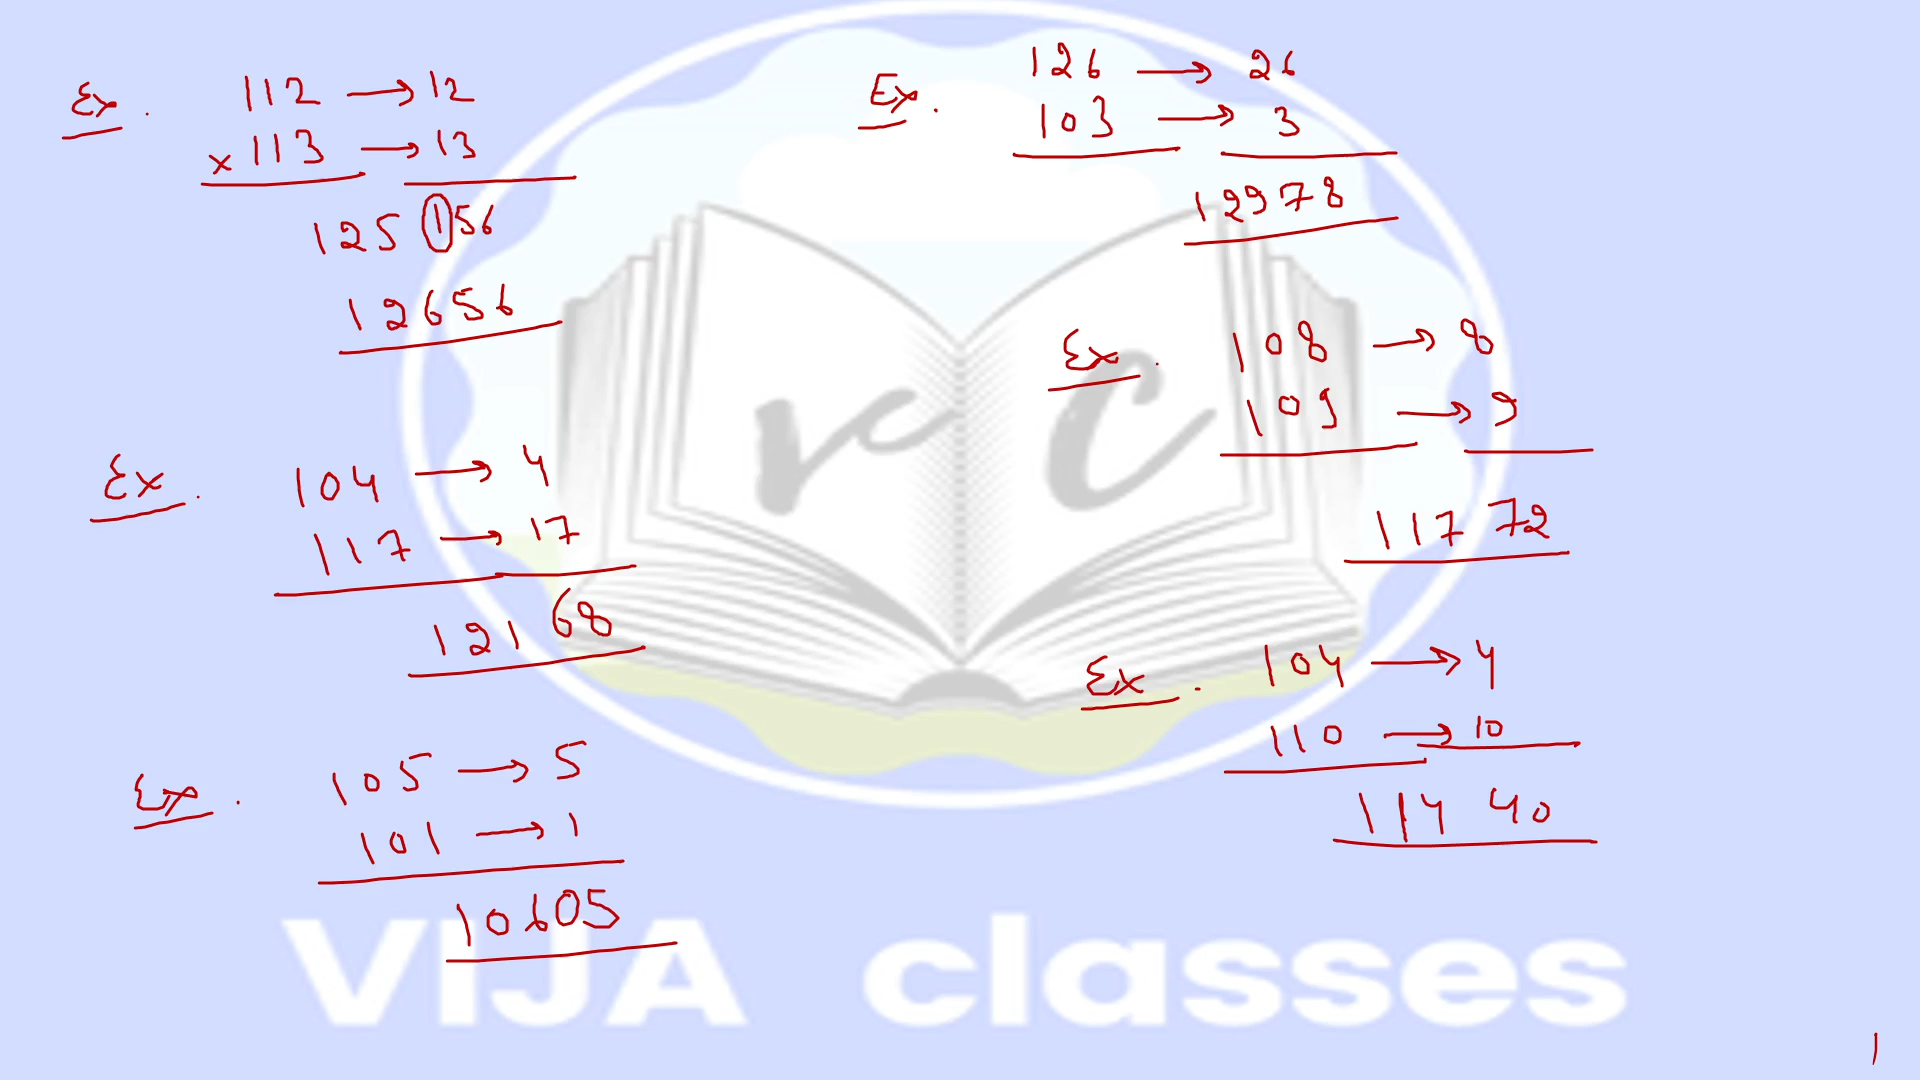 Ex. 112 → 12
× 113 → 13
125 1 56
12656
Ex. 104 → 4
117 → 17
121 68
Ex. 105 → 5
101 → 1
10605
Ex. 126 → 26
103 → 3
12978
Ex. 108 → 8
109 → 9
117 72
Ex. 104 → 4
110 → 10
114 40
vc
VIJA classes
1